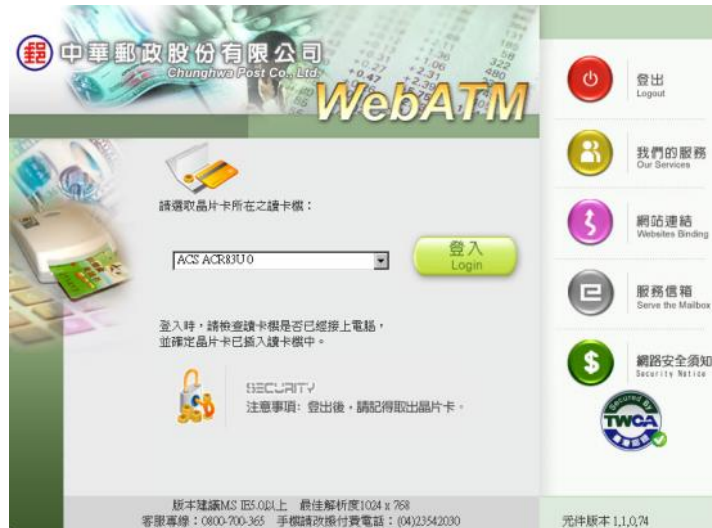 郵 中華郵政股份有限公司
Chunghwa Post Co., Ltd.
WebATM
請選取晶片卡所在之讀卡機：
ACS ACR83U 0
登入
Login
登入時，請檢查讀卡機是否已經接上電腦，
並確定晶片卡已插入讀卡機中。
SECURITY
注意事項: 登出後，請記得取出晶片卡。
版本建議MS IE5.0以上 最佳解析度1024 x 768
客服專線：0800-700-365 手機請改撥付費電話：(04)23542030
登出
Logout
我們的服務
Our Services
網站連結
Websites Binding
服務信箱
Serve the Mailbox
網路安全須知
Security Notice
Secured By
TWCA
元件版本 1,1,0,74